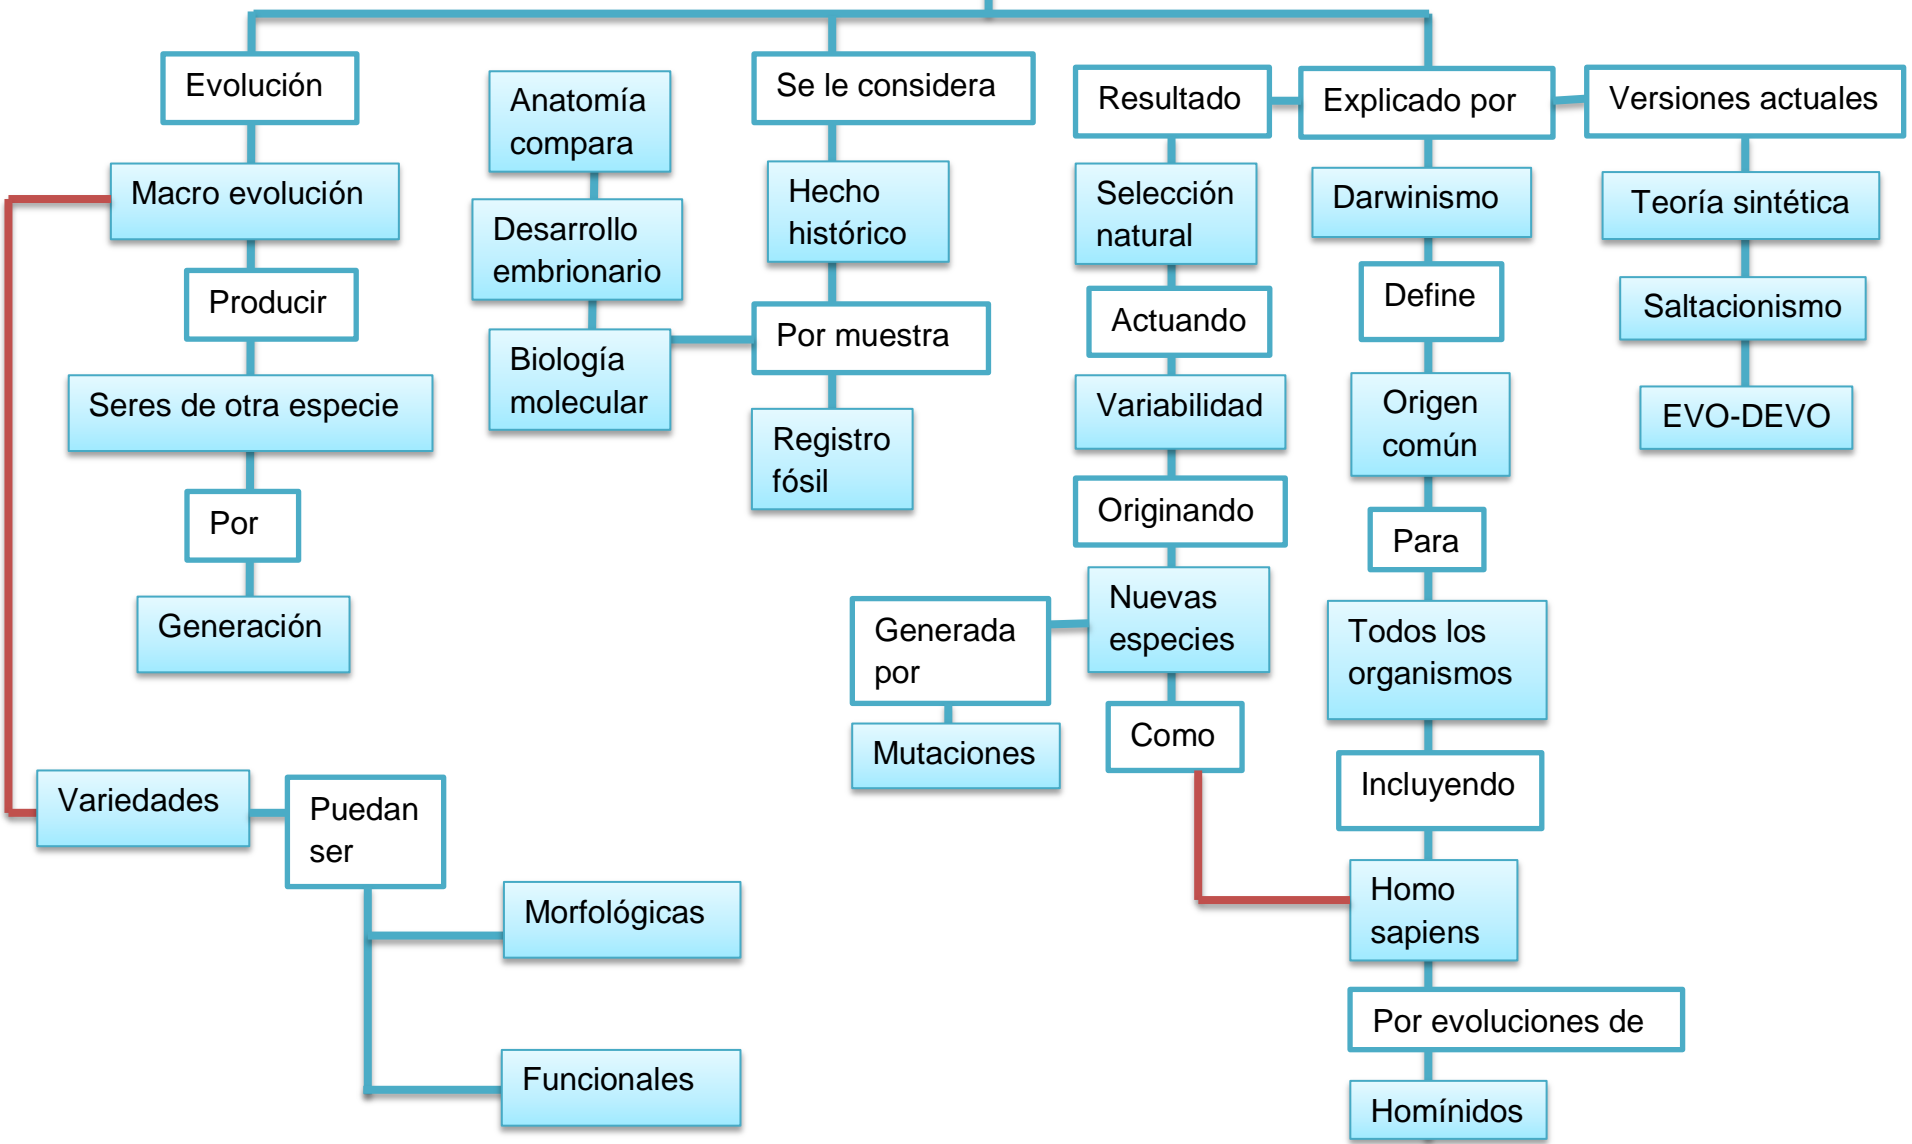 Evolución
Macro evolución
Producir
Seres de otra especie
Por
Generación
Variedades
Puedan
ser
Morfológicas
Funcionales
Se le considera
Hecho
histórico
Por muestra
Registro
fósil
Anatomía
compara
Desarrollo
embrionario
Biología
molecular
Explicado por
Resultado
Selección
natural
Actuando
Variabilidad
Originando
Nuevas
especies
Generada
por
Mutaciones
Como
Darwinismo
Define
Origen
común
Para
Todos los
organismos
Incluyendo
Homo
sapiens
Por evoluciones de
Homínidos
Versiones actuales
Teoría sintética
Saltacionismo
EVO-DEVO